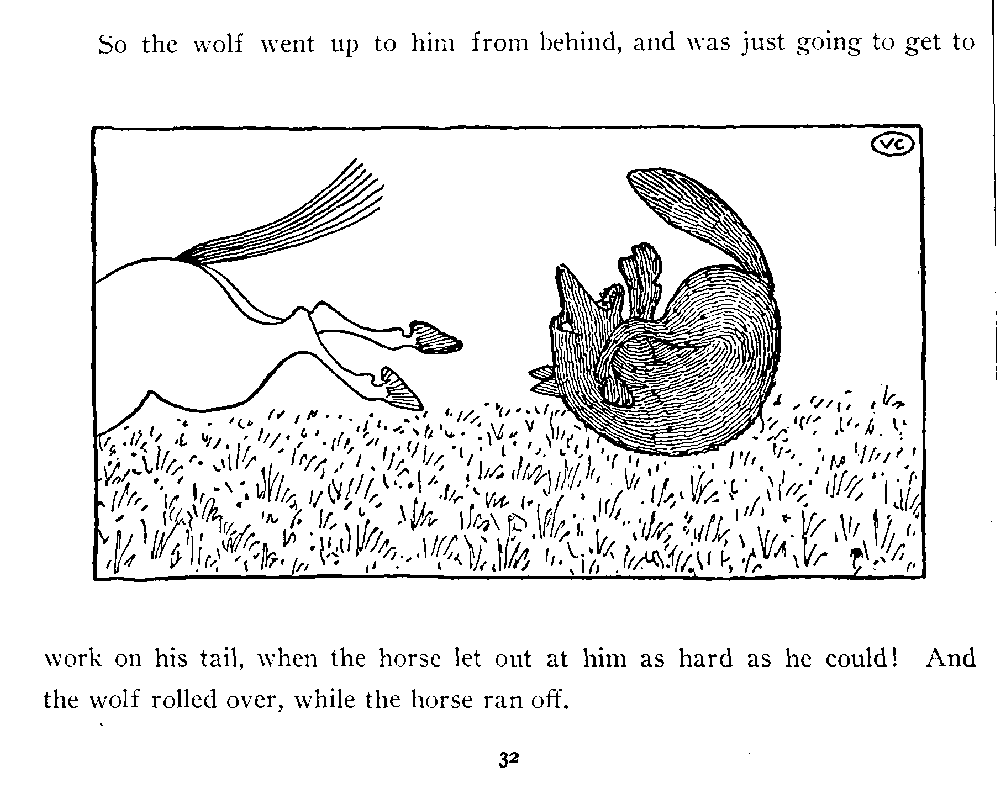 So the wolf went up to him from behind, and was just going to get to
VC
work on his tail, when the horse let out at him as hard as he could! And
the wolf rolled over, while the horse ran off.
32